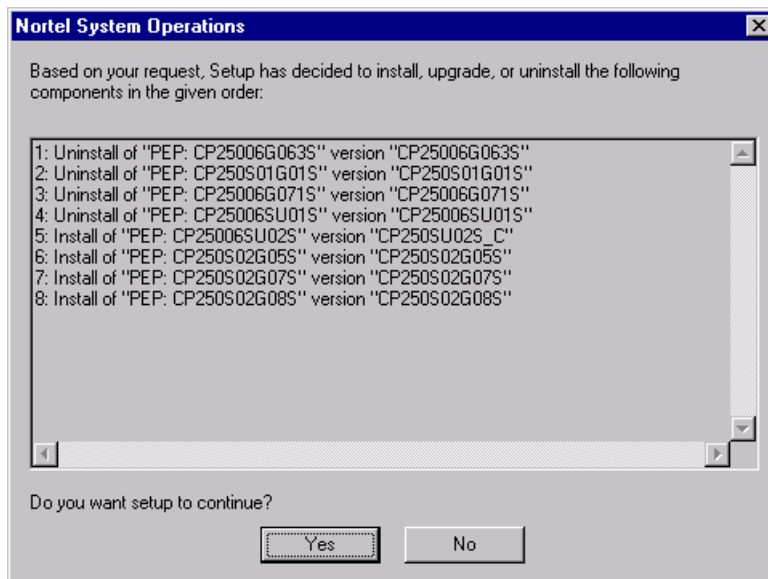 Nortel System Operations
Based on your request, Setup has decided to install, upgrade, or uninstall the following
components in the given order:
1: Uninstall of "PEP: CP25006G063S" version "CP25006G063S"
2: Uninstall of "PEP: CP250S01G01S" version "CP250S01G01S"
3: Uninstall of "PEP: CP25006G071S" version "CP25006G071S"
4: Uninstall of "PEP: CP25006SU01S" version "CP25006SU01S"
5: Install of "PEP: CP25006SU02S" version "CP250SU02S_C"
6: Install of "PEP: CP250S02G05S" version "CP250S02G05S"
7: Install of "PEP: CP250S02G07S" version "CP250S02G07S"
8: Install of "PEP: CP250S02G08S" version "CP250S02G08S"
Do you want setup to continue?
Yes No